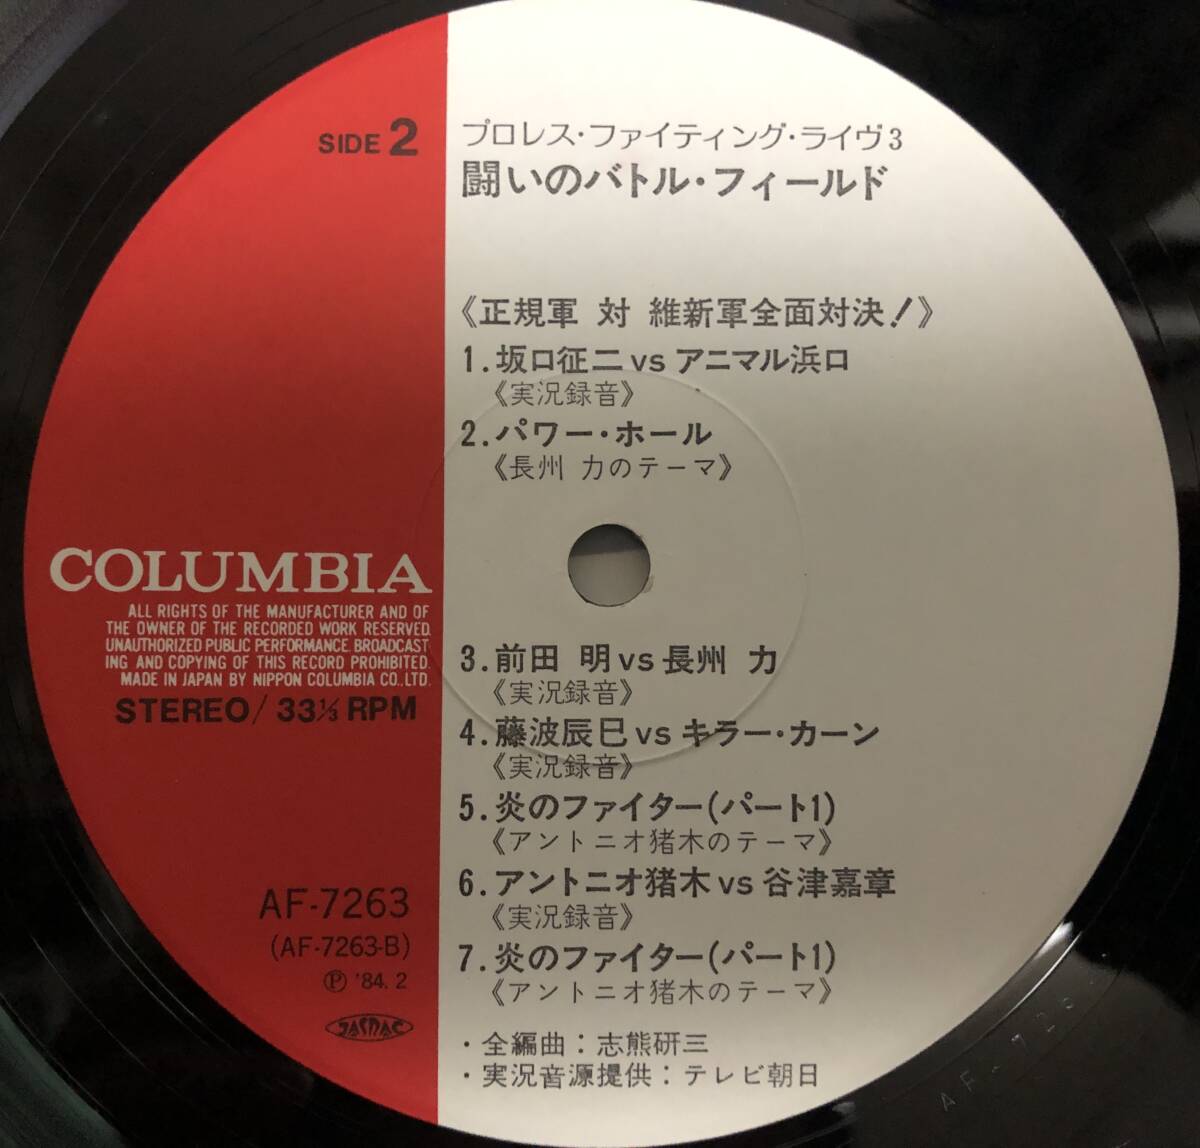 SIDE 2
プロレス・ファイティング・ライヴ3
闘いのバトル・フィールド
《正規軍 対 維新軍全面対決!》
1.坂口征二vsアニマル浜口
《実況録音》
2.パワー・ホール
《長州 力のテーマ》
COLUMBIA
ALL RIGHTS OF THE MANUFACTURER AND OF
THE OWNER OF THE RECORDED WORK RESERVED.
UNAUTHORIZED PUBLIC PERFORMANCE. BROADCAST
ING AND COPYING OF THIS RECORD PROHIBITED.
MADE IN JAPAN BY NIPPON COLUMBIA CO., LTD.
STEREO/33⅓ RPM
3.前田 明vs長州 力
《実況録音》
4.藤波辰巳vsキラー・カーン
《実況録音》
5.炎のファイター(パート1)
《アントニオ猪木のテーマ》
6.アントニオ猪木vs谷津嘉章
《実況録音》
7.炎のファイター(パート1)
《アントニオ猪木のテーマ》
AF-7263
(AF-7263-B)
Ⓟ '84. 2
JASRAC
・全編曲：志熊研三
・実況音源提供：テレビ朝日